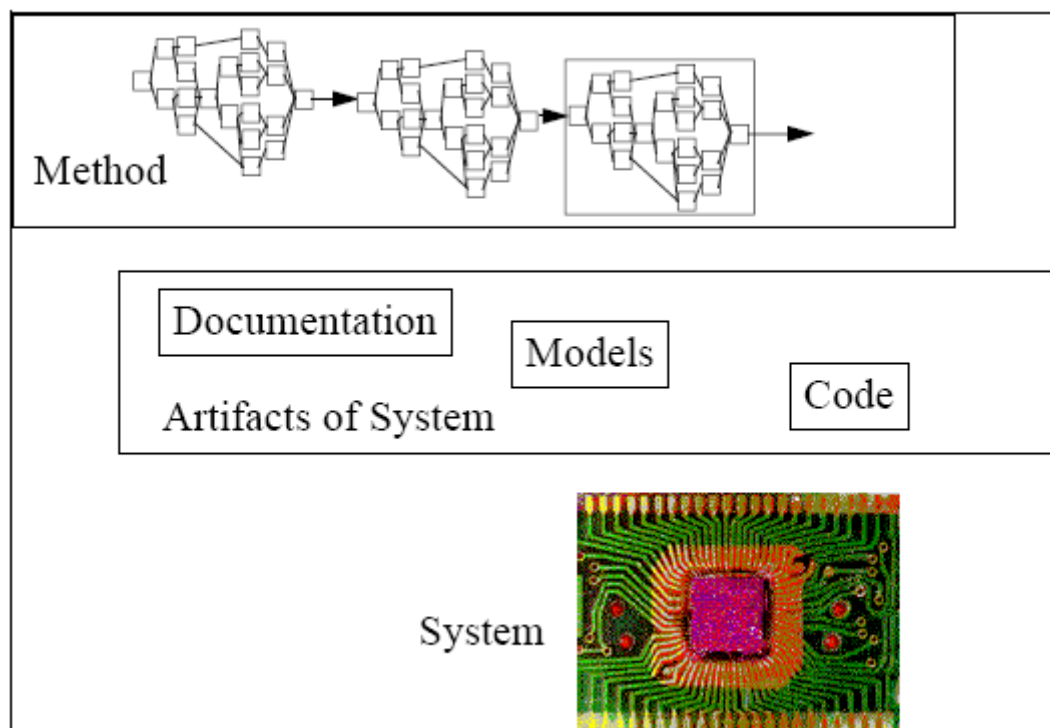 Method
Documentation
Models
Code
Artifacts of System
System